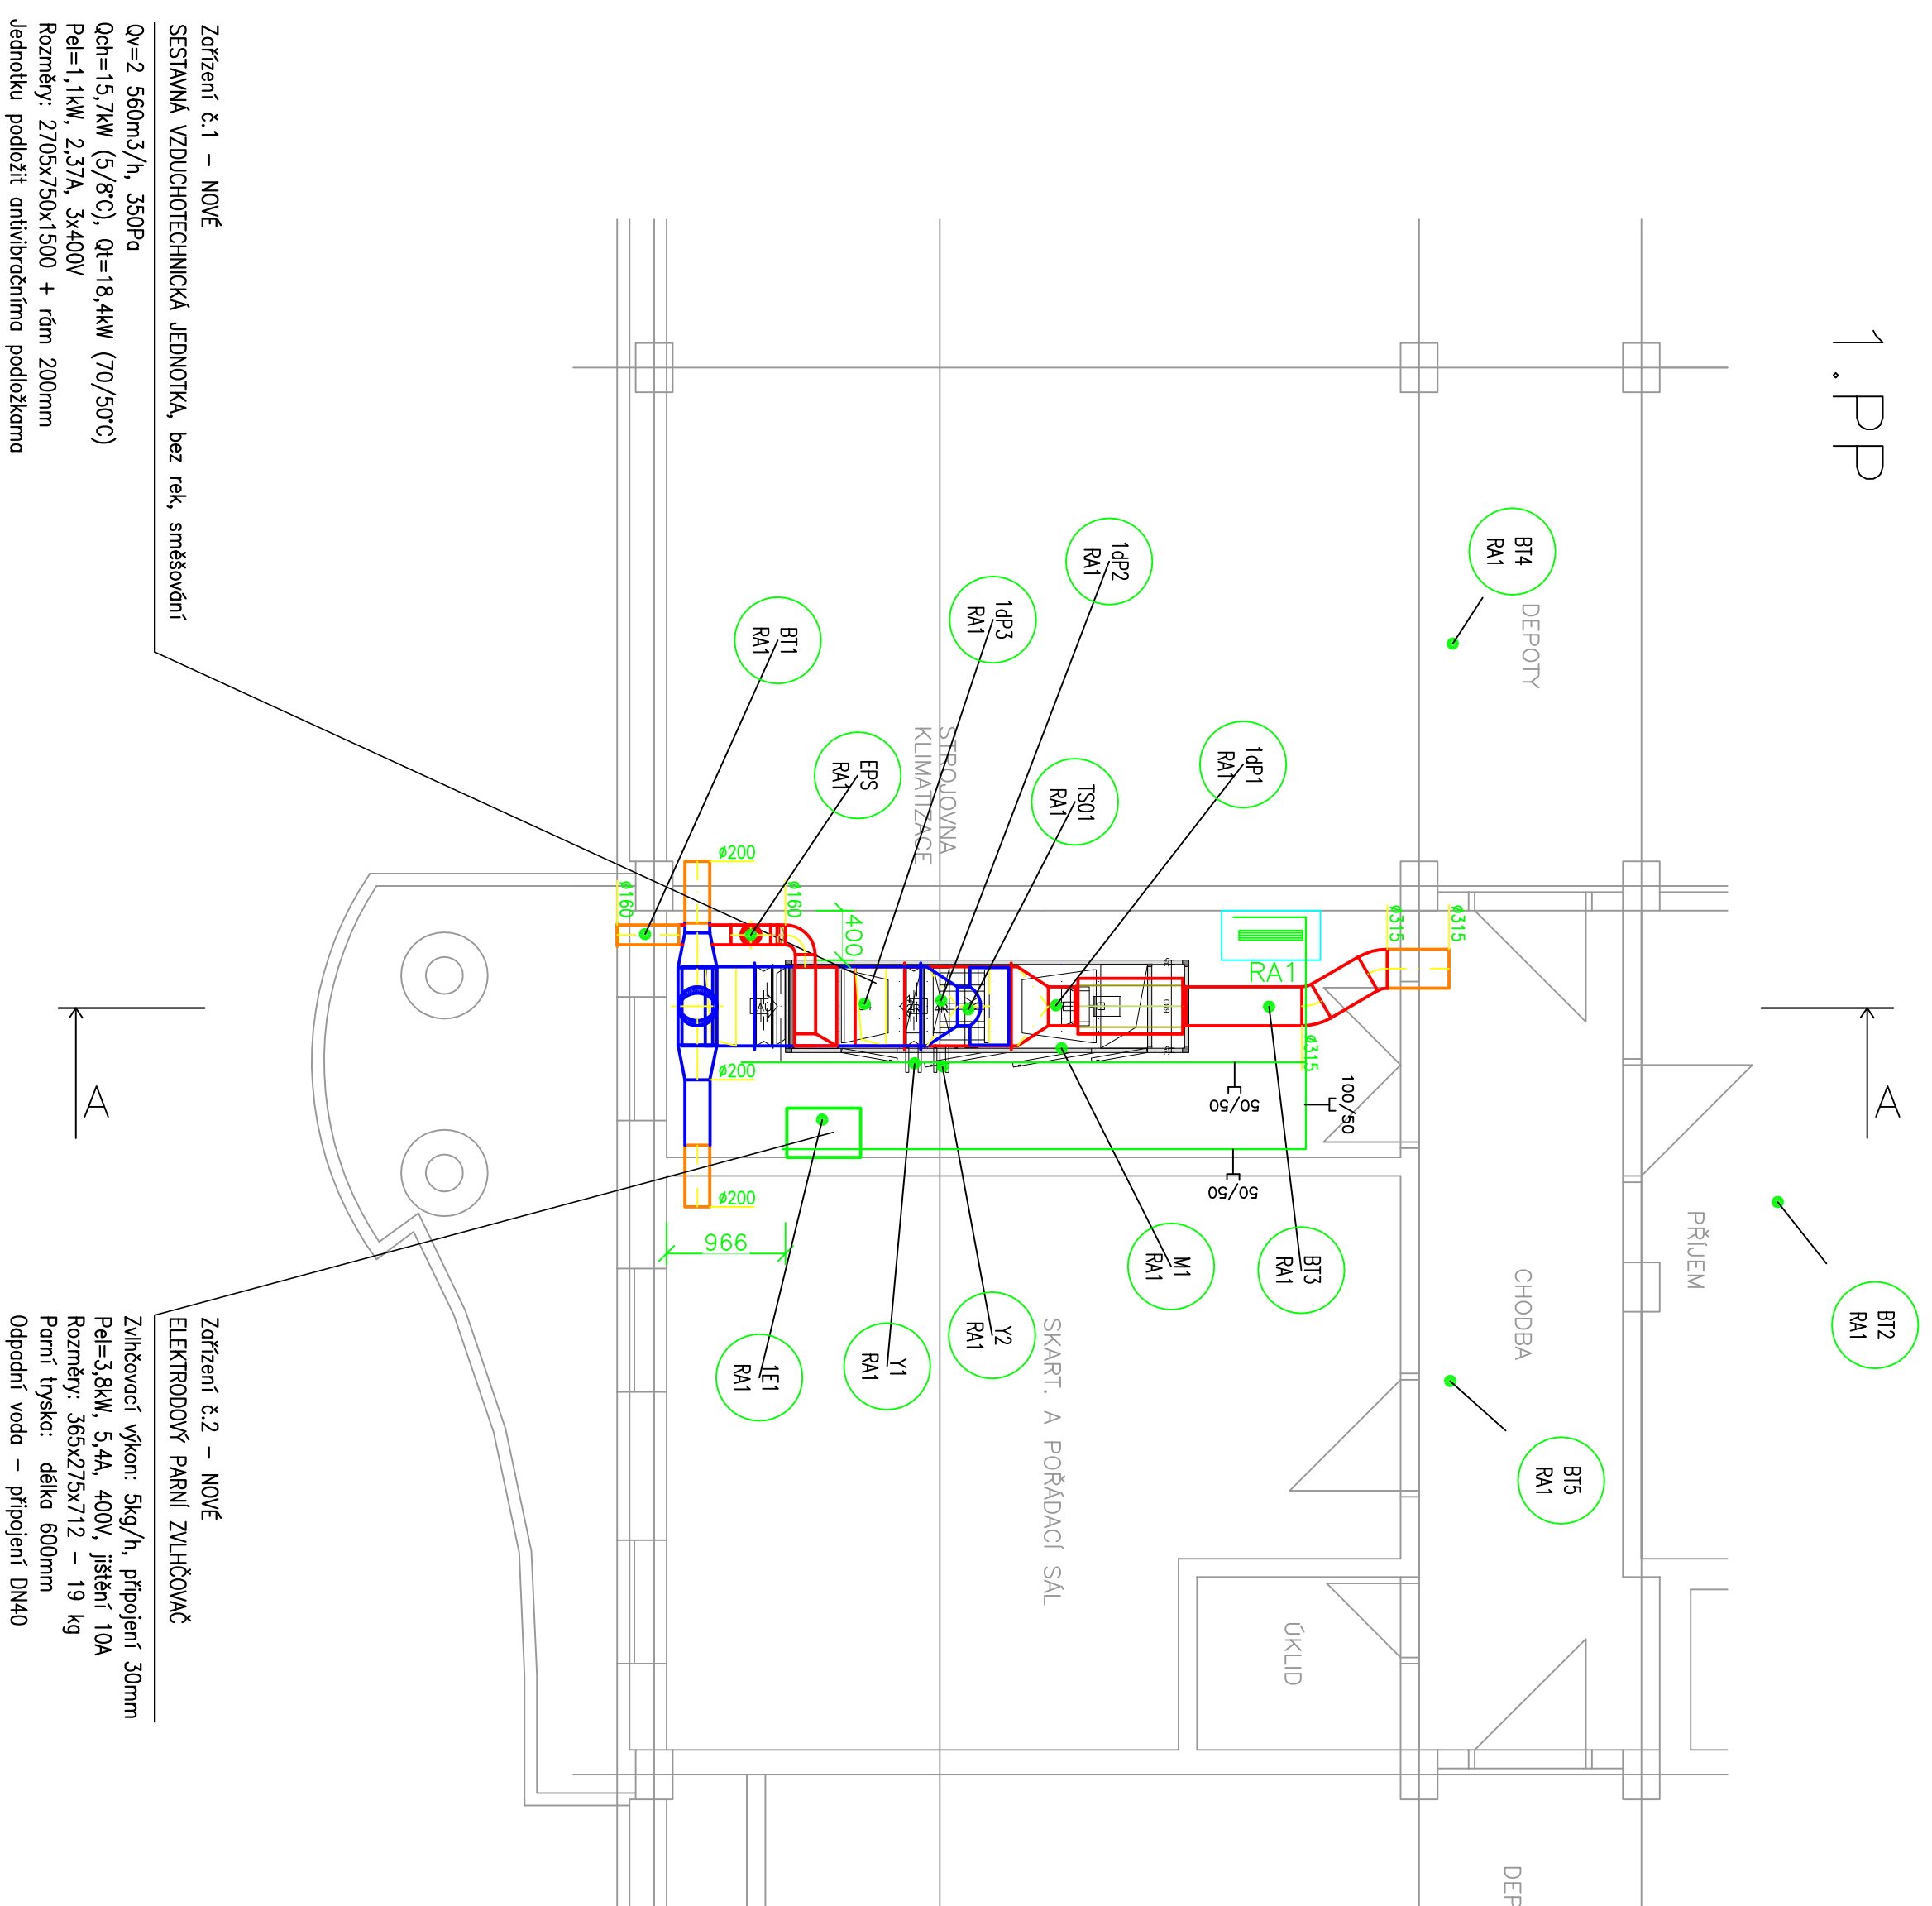 1.PP
A
A
BT2
RA1
BT4
RA1
DEPOTY
PŘÍJEM
CHODBA
BT5
RA1
DEP
ø315
ø315
ø315
100/50
50/50
50/50
RA1
1dP1
RA1
BT3
RA1
ÚKLID
1dP2
RA1
TS01
RA1
M1
RA1
1dP3
RA1
STROJOVNA
KLIMATIZACE
Y2
RA1
SKART. A POŘÁDACÍ SÁL
EPS
RA1
400
Y1
RA1
BT1
RA1
ø160
ø160
ø200
ø200
ø200
966
1E1
RA1
35
690
35
Zařízení č.1 – NOVÉ
SESTAVNÁ VZDUCHOTECHNICKÁ JEDNOTKA, bez rek, směšování
Qv=2 560m3/h, 350Pa
Qch=15,7kW (5/8°C), Qt=18,4kW (70/50°C)
Pel=1,1kW, 2,37A, 3x400V
Rozměry: 2705x750x1500 + rám 200mm
Jednotku podložit antivibračníma podložkama
Zařízení č.2 – NOVÉ
ELEKTRODOVÝ PARNÍ ZVLHČOVAČ
Zvlhčovací výkon: 5kg/h, připojení 30mm
Pel=3,8kW, 5,4A, 400V, jištění 10A
Rozměry: 365x275x712 – 19 kg
Parní tryska: délka 600mm
Odpadní voda – připojení DN40